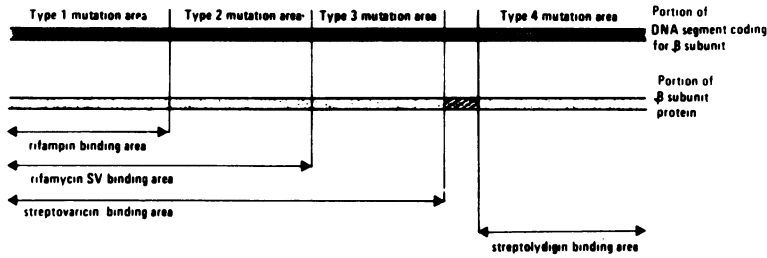 Type 1 mutation area
Type 2 mutation area
Type 3 mutation area
Type 4 mutation area
Portion of
DNA segment coding
for β subunit
Portion of
β subunit
protein
rifampin binding area
rifamycin SV binding area
streptovaricin binding area
streptolydigin binding area